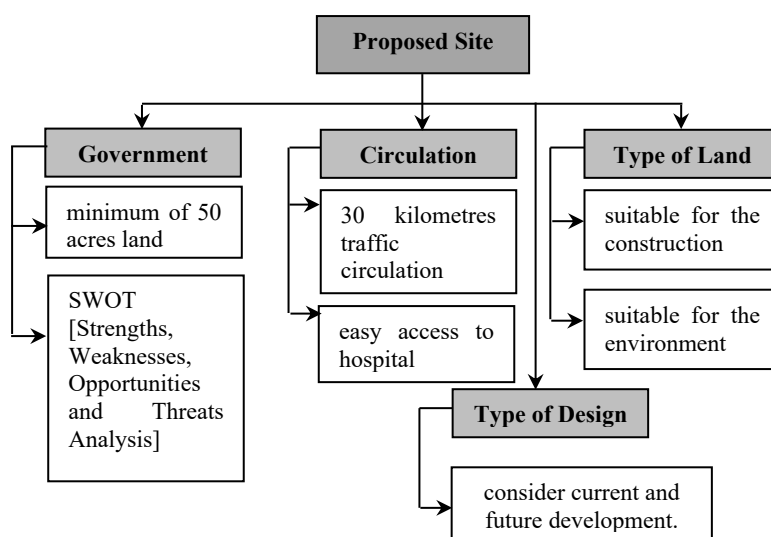 Proposed Site
Government
minimum of 50
acres land
SWOT
[Strengths,
Weaknesses,
Opportunities
and Threats
Analysis]
Circulation
30 kilometres
traffic
circulation
easy access to
hospital
Type of Land
suitable for the
construction
suitable for the
environment
Type of Design
consider current and
future development.